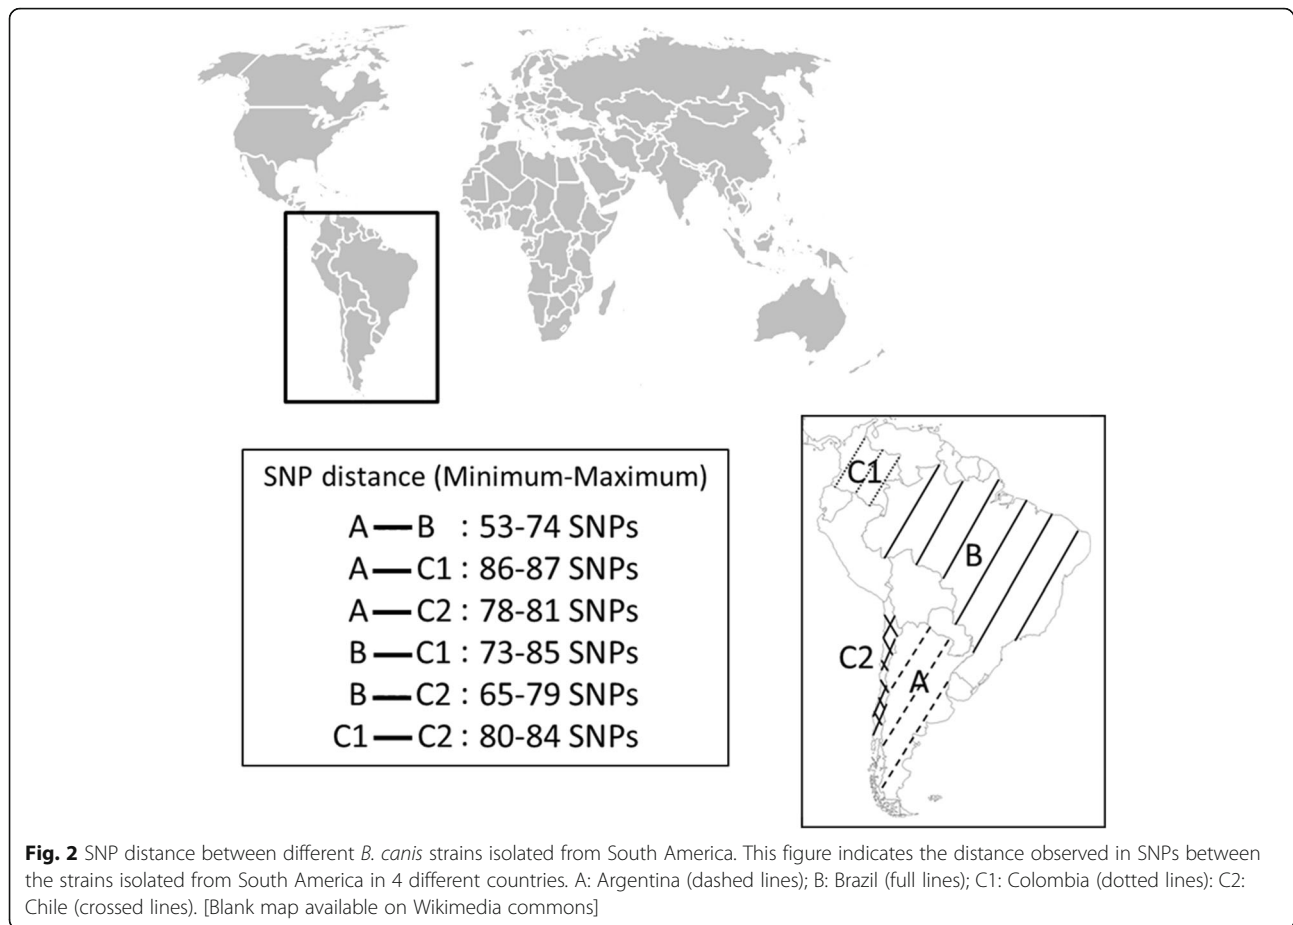 SNP distance (Minimum-Maximum)
A — B : 53-74 SNPs
A — C1 : 86-87 SNPs
A — C2 : 78-81 SNPs
B — C1 : 73-85 SNPs
B — C2 : 65-79 SNPs
C1 — C2 : 80-84 SNPs
C1
B
C2
A
Fig. 2 SNP distance between different B. canis strains isolated from South America. This figure indicates the distance observed in SNPs between
the strains isolated from South America in 4 different countries. A: Argentina (dashed lines); B: Brazil (full lines); C1: Colombia (dotted lines): C2:
Chile (crossed lines). [Blank map available on Wikimedia commons]